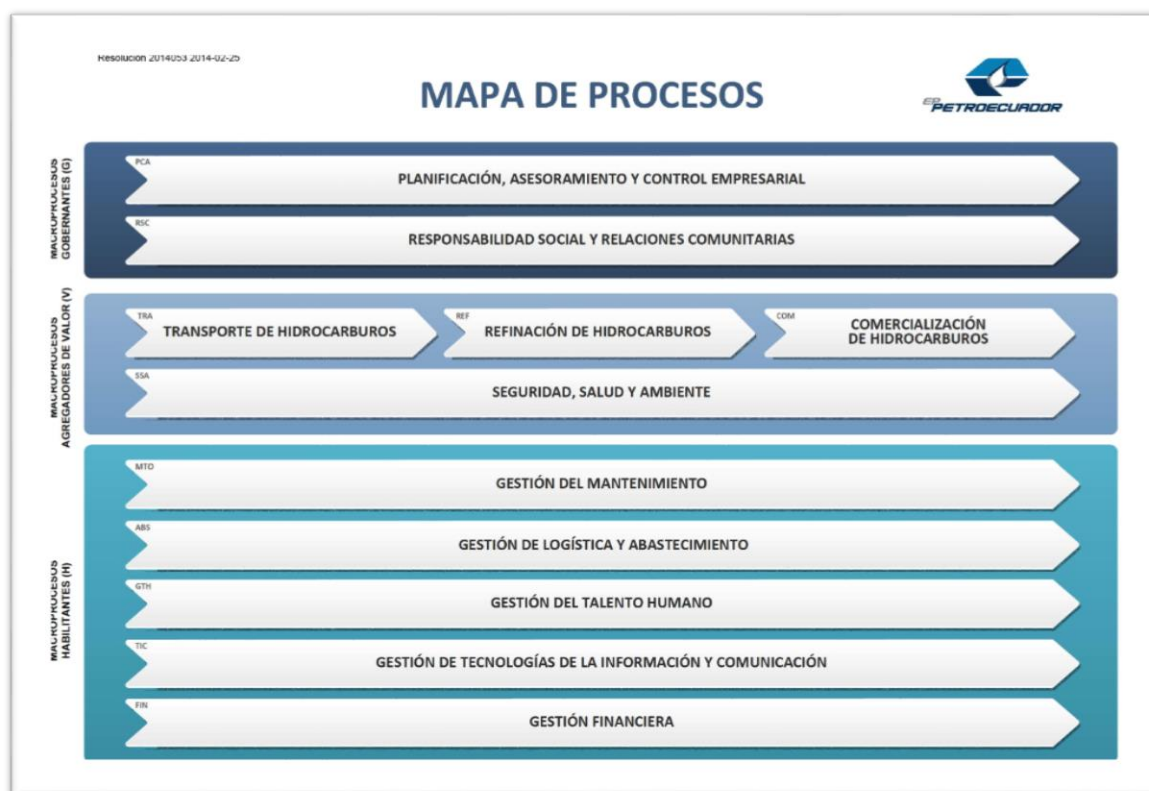 Resolución 2014053 2014-02-25
MAPA DE PROCESOS
EP
PETROECUADOR
MACROPROCESOS
GOBERNANTES (G)
PCA
PLANIFICACIÓN, ASESORAMIENTO Y CONTROL EMPRESARIAL
RSC
RESPONSABILIDAD SOCIAL Y RELACIONES COMUNITARIAS
MACROPROCESOS
AGREGADORES DE VALOR (V)
TRA
TRANSPORTE DE HIDROCARBUROS
REF
REFINACIÓN DE HIDROCARBUROS
COM
COMERCIALIZACIÓN
DE HIDROCARBUROS
SSA
SEGURIDAD, SALUD Y AMBIENTE
MACROPROCESOS
HABILITANTES (H)
MTO
GESTIÓN DEL MANTENIMIENTO
ABS
GESTIÓN DE LOGÍSTICA Y ABASTECIMIENTO
GTH
GESTIÓN DEL TALENTO HUMANO
TIC
GESTIÓN DE TECNOLOGÍAS DE LA INFORMACIÓN Y COMUNICACIÓN
FIN
GESTIÓN FINANCIERA